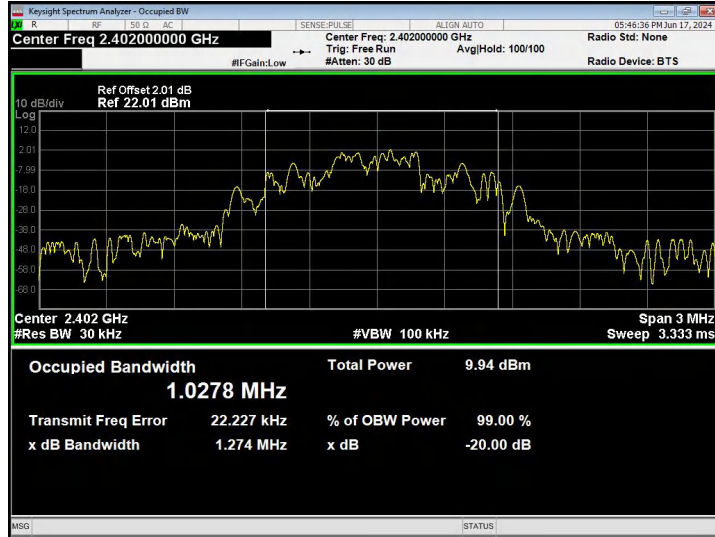 Keysight Spectrum Analyzer - Occupied BW
LXI R RF 50 Ω AC SENSE:PULSE ALIGN AUTO 05:46:36 PM Jun 17, 2024
Center Freq 2.402000000 GHz
Center Freq: 2.402000000 GHz
Radio Std: None
Trig: Free Run Avg|Hold: 100/100
#IFGain:Low #Atten: 30 dB Radio Device: BTS
Ref Offset 2.01 dB
10 dB/div Ref 22.01 dBm
Log
12.0
2.01
-7.99
-18.0
-28.0
-38.0
-48.0
-58.0
-68.0
Center 2.402 GHz Span 3 MHz
#Res BW 30 kHz #VBW 100 kHz Sweep 3.333 ms
Occupied Bandwidth Total Power 9.94 dBm
1.0278 MHz
Transmit Freq Error 22.227 kHz % of OBW Power 99.00 %
x dB Bandwidth 1.274 MHz x dB -20.00 dB
MSG STATUS